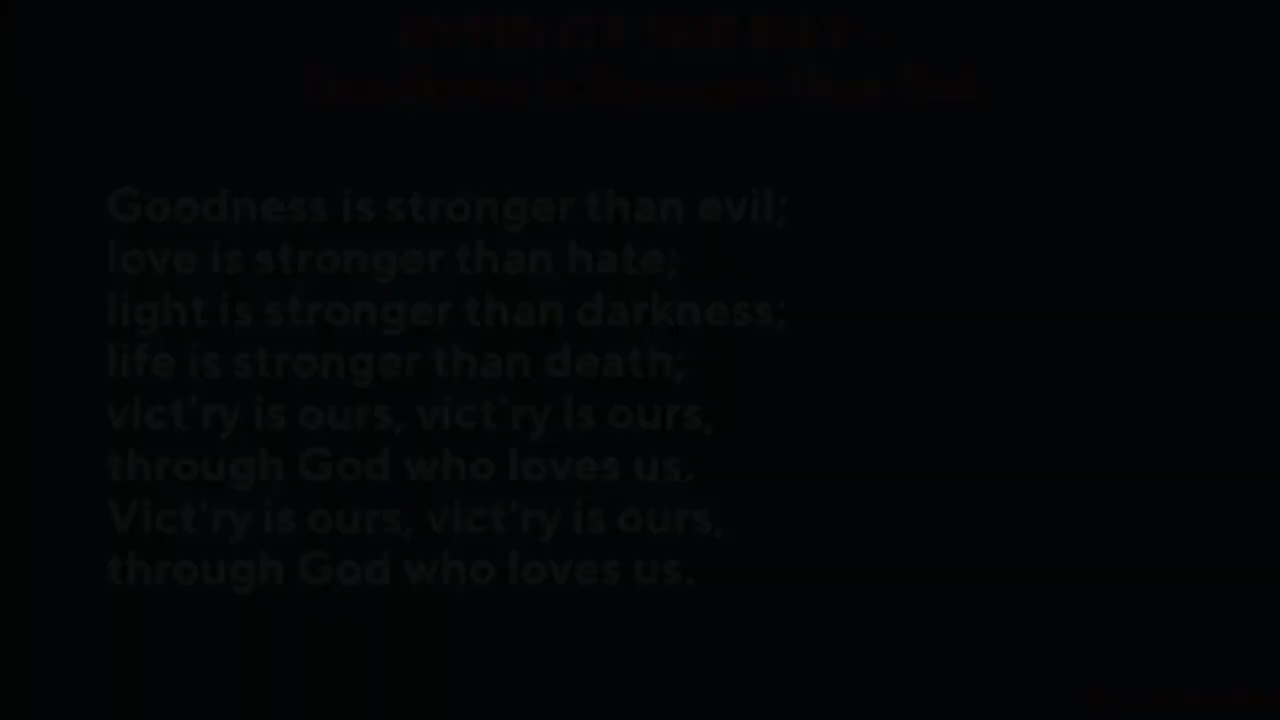 Goodness is stronger than evil;
love is stronger than hate;
light is stronger than darkness;
life is stronger than death;
vict'ry is ours, vict'ry is ours,
through God who loves us.
Vict'ry is ours, vict'ry is ours,
through God who loves us.